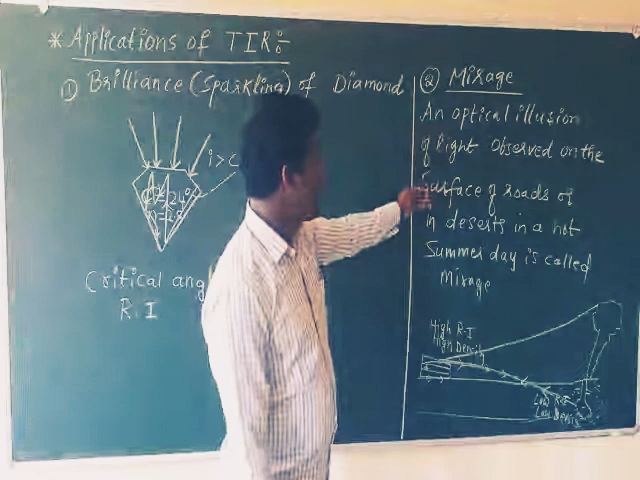 * Applications of TIR:-
① Brilliance (Sparkling) of Diamond
i > c
= 24°
Critical ang
R.I
② Mirage
An optical illusion
of light observed on the
surface of roads or
in deserts in a hot
Summer day is called
mirage
High R.I
High Density
Low R.I
Low Densi